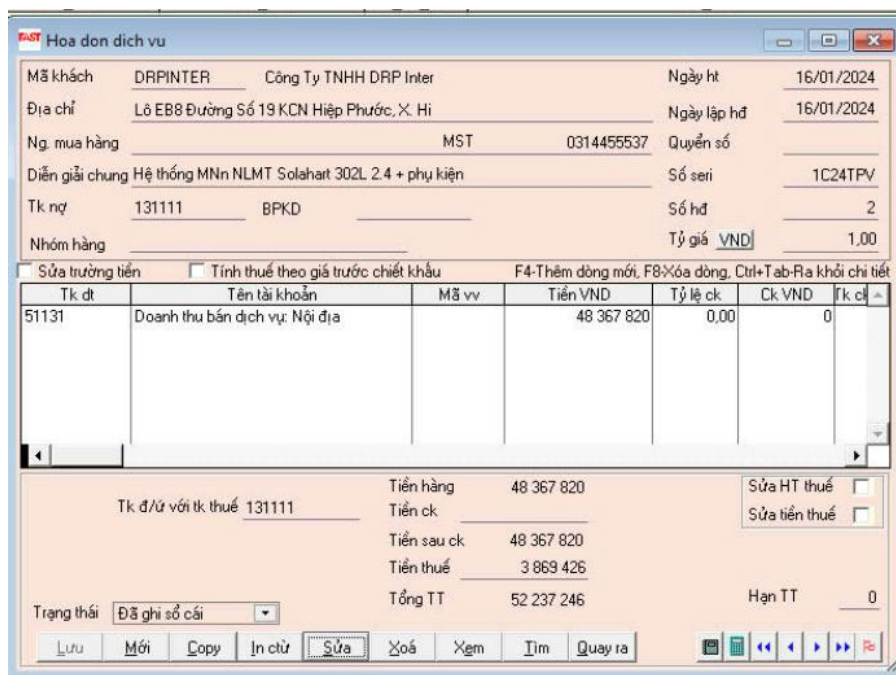 FAST Hoa don dich vu
Mã khách DRPINTER Công Ty TNHH DRP Inter Ngày ht 16/01/2024
Địa chỉ Lô EB8 Đường Số 19 KCN Hiệp Phước, X. Hi Ngày lập hđ 16/01/2024
Ng. mua hàng MST 0314455537 Quyển số
Diễn giải chung Hệ thống MNn NLMT Solahart 302L 2.4 + phụ kiện Số seri 1C24TPV
Tk nợ 131111 BPKD Số hđ 2
Nhóm hàng Tỷ giá VND 1,00
Sửa trường tiền Tính thuế theo giá trước chiết khấu F4-Thêm dòng mới, F8-Xóa dòng, Ctrl+Tab-Ra khỏi chi tiết
Tk dt Tên tài khoản Mã vv Tiền VND Tỷ lệ ck Ck VND Tk ck
51131 Doanh thu bán dịch vụ: Nội địa 48 367 820 0,00 0
Tiền hàng 48 367 820 Sửa HT thuế
Tk đ/ứ với tk thuế 131111 Tiền ck Sửa tiền thuế
Tiền sau ck 48 367 820
Tiền thuế 3 869 426
Trạng thái Đã ghi sổ cái Tổng TT 52 237 246 Hạn TT 0
Lưu Mới Copy In ctừ Sửa Xoá Xem Tìm Quay ra